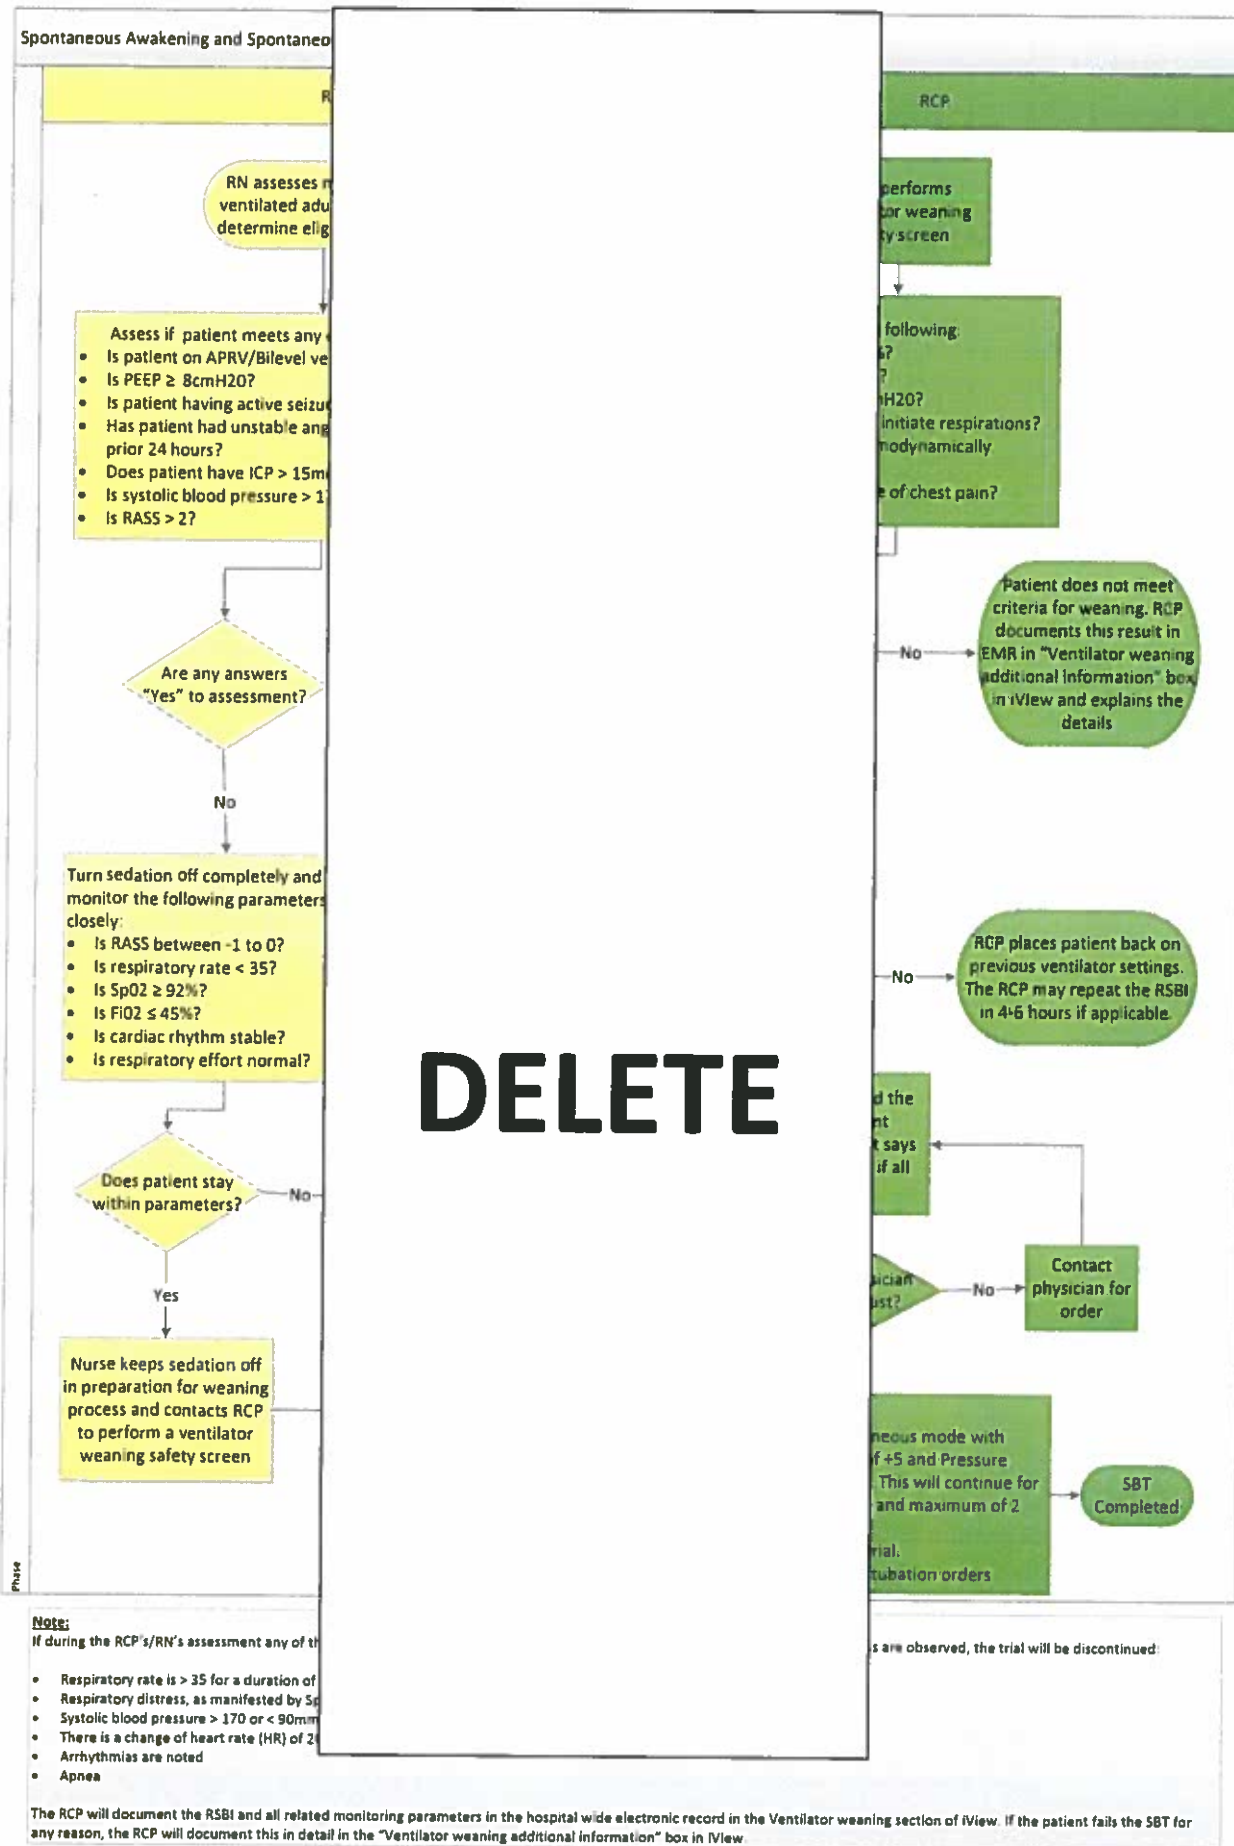 Spontaneous Awakening and Spontaneo
RCP
RN assesses
ventilated adu
determine elig
Assess if patient meets any
• Is patient on APRV/Bilevel ve
• Is PEEP ≥ 8cmH20?
• Is patient having active seizu
• Has patient had unstable ang
prior 24 hours?
• Does patient have ICP > 15m
• Is systolic blood pressure > 1
• Is RASS > 2?
Are any answers
"Yes" to assessment?
No
Turn sedation off completely and
monitor the following parameters
closely:
• Is RASS between -1 to 0?
• Is respiratory rate < 35?
• Is Sp02 ≥ 92%?
• Is Fi02 ≤ 45%?
• Is cardiac rhythm stable?
• Is respiratory effort normal?
Does patient stay
within parameters?
No
Yes
Nurse keeps sedation off
in preparation for weaning
process and contacts RCP
to perform a ventilator
weaning safety screen
Phase
DELETE
performs
or weaning
ty screen
following:
?
?
H20?
initiate respirations?
modynamically
e of chest pain?
No
Patient does not meet
criteria for weaning. RCP
documents this result in
EMR in "Ventilator weaning
additional information" box
in iView and explains the
details
No
RCP places patient back on
previous ventilator settings.
The RCP may repeat the RSBI
in 4-6 hours if applicable.
d the
nt
t says
if all
sician
ust?
No
Contact
physician for
order
neous mode with
f +5 and Pressure
. This will continue for
and maximum of 2
rial.
tubation orders
SBT
Completed
Note:
If during the RCP's/RN's assessment any of th s are observed, the trial will be discontinued:
• Respiratory rate is > 35 for a duration of
• Respiratory distress, as manifested by Sp
• Systolic blood pressure > 170 or < 90mm
• There is a change of heart rate (HR) of 2
• Arrhythmias are noted
• Apnea
The RCP will document the RSBI and all related monitoring parameters in the hospital wide electronic record in the Ventilator weaning section of iView. If the patient fails the SBT for
any reason, the RCP will document this in detail in the "Ventilator weaning additional information" box in iView